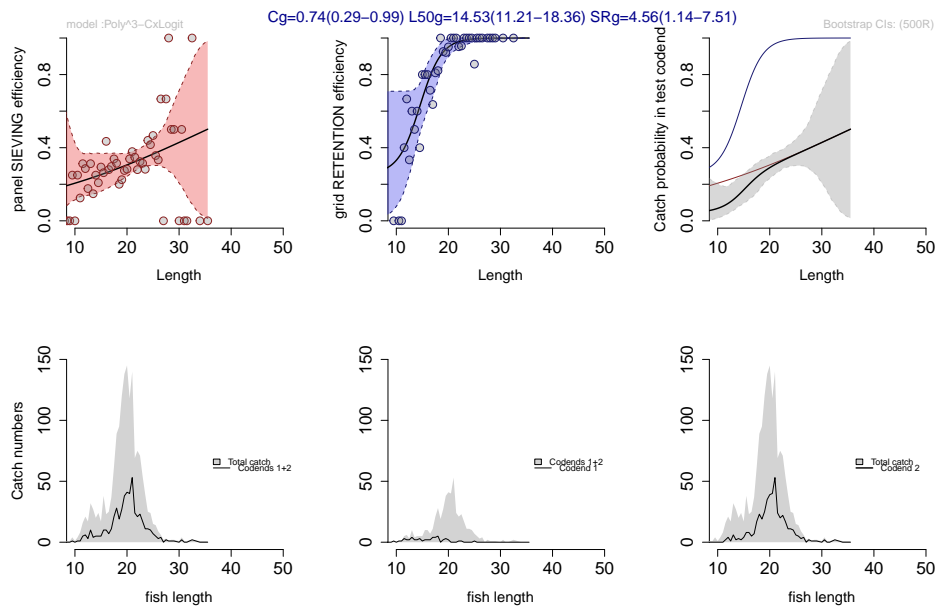 Cg=0.74(0.29−0.99) L50g=14.53(11.21−18.36) SRg=4.56(1.14−7.51)
model :Poly^3−CxLogit
Bootstrap CIs: (500R)
panel SIEVING efficiency
0.0 0.4 0.8
10 20 30 40 50
Length
grid RETENTION efficiency
0.0 0.4 0.8
10 20 30 40 50
Length
Catch probability in test codend
0.0 0.4 0.8
10 20 30 40 50
Length
Catch numbers
0 50 100 150
Total catch
Codends 1+2
10 20 30 40 50
fish length
0 50 100 150
Codends 1+2
Codend 1
10 20 30 40 50
fish length
0 50 100 150
Total catch
Codend 2
10 20 30 40 50
fish length